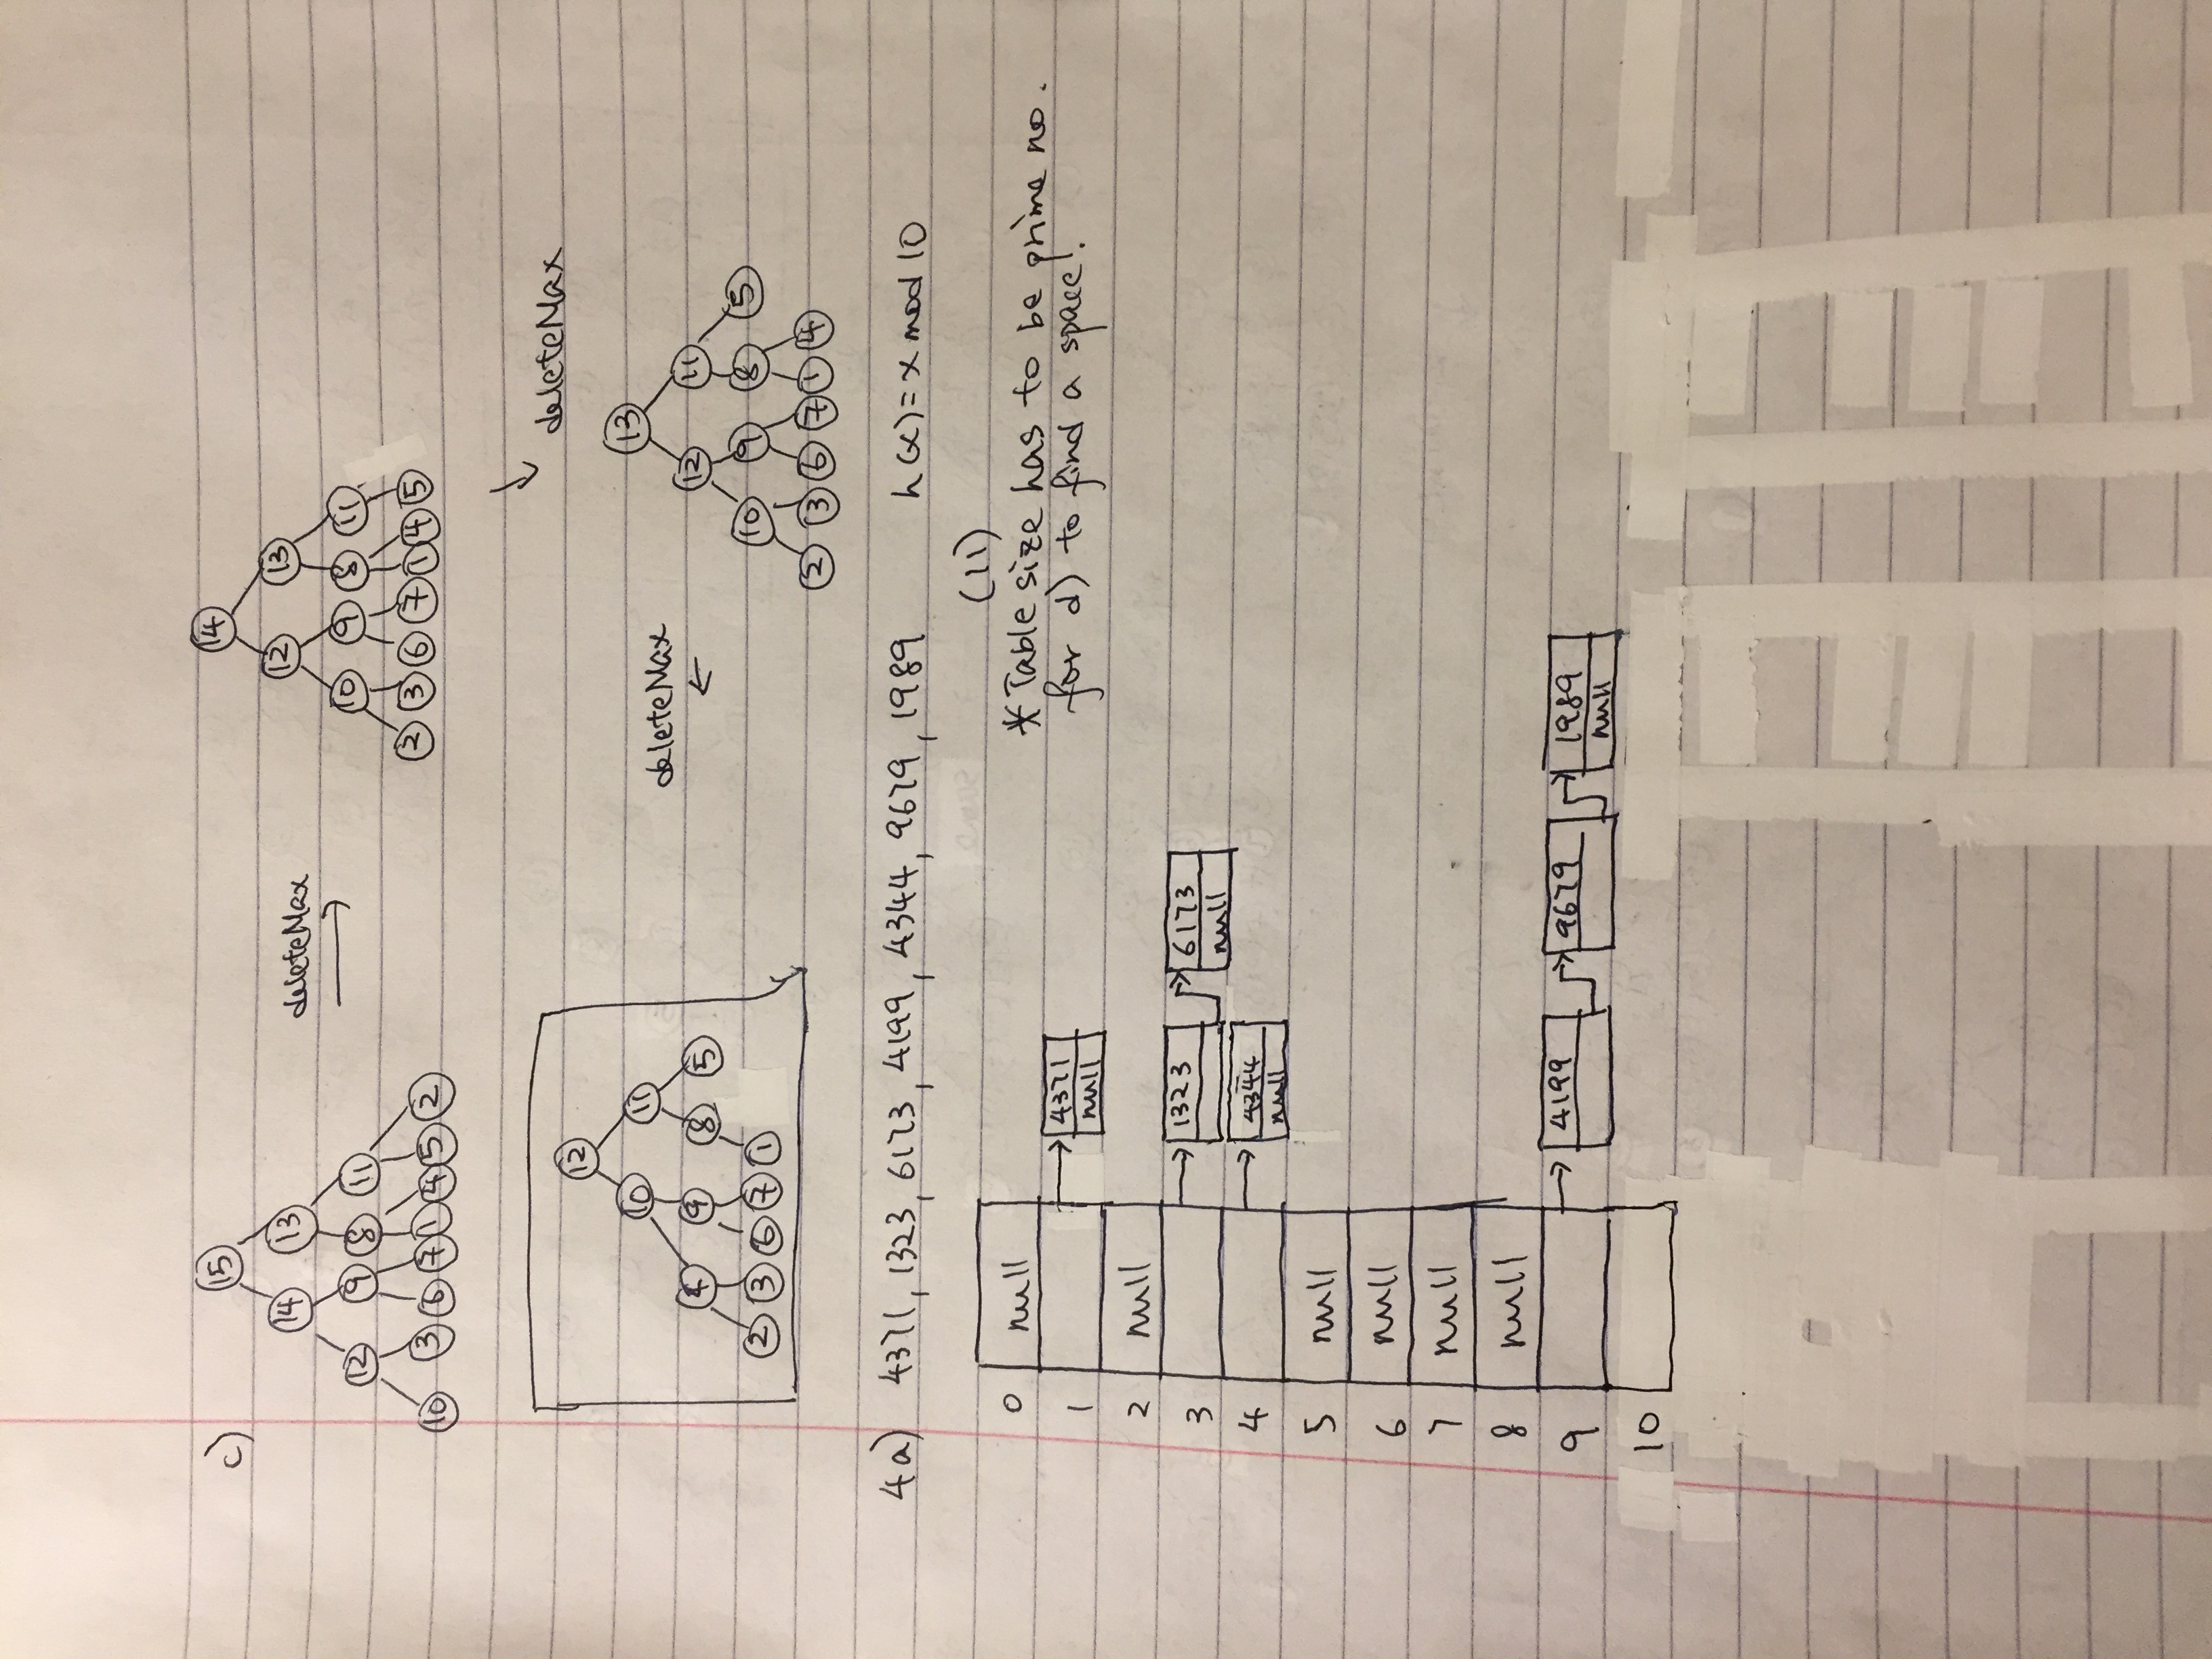 c)
15
14 13
12 9 8 11
10 3 6 7 1 4 5 2
deleteMax
14
12 13
10 9 8 11
2 3 6 7 1 4 5
deleteMax
13
12 11
10 9 8 5
2 3 6 7 1 4
deleteMax
12
10 11
4 9 8 5
2 3 6 7 1
4a) 4371, 1323, 6173, 4199, 4344, 9679, 1989 h(x)=x mod 10
(11)
* Table size has to be prime no.
for d) to find a space!
0 null
1 4371 null
2 null
3 1323 6173 null
4 4344 null
5 null
6 null
7 null
8 null
9 4199 9679 1989 null
10